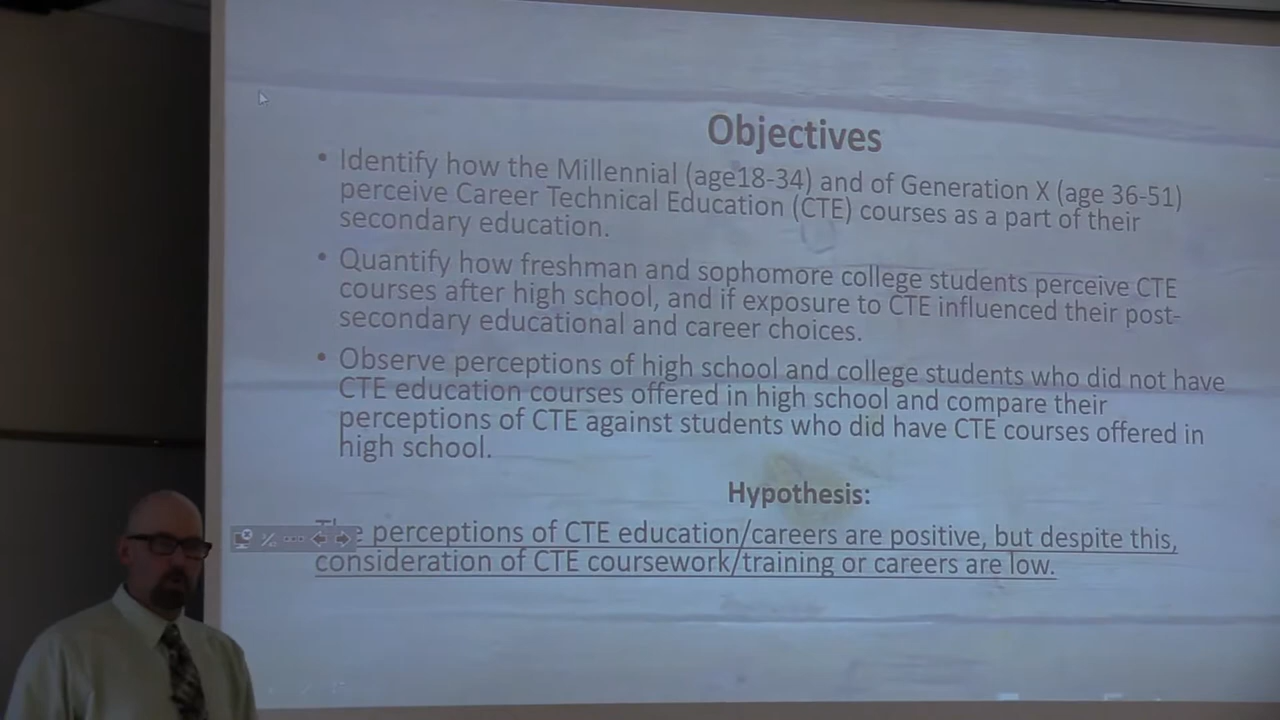 Objectives
• Identify how the Millennial (age18-34) and of Generation X (age 36-51)
perceive Career Technical Education (CTE) courses as a part of their
secondary education.
• Quantify how freshman and sophomore college students perceive CTE
courses after high school, and if exposure to CTE influenced their post-
secondary educational and career choices.
• Observe perceptions of high school and college students who did not have
CTE education courses offered in high school and compare their
perceptions of CTE against students who did have CTE courses offered in
high school.
Hypothesis:
The perceptions of CTE education/careers are positive, but despite this,
consideration of CTE coursework/training or careers are low.